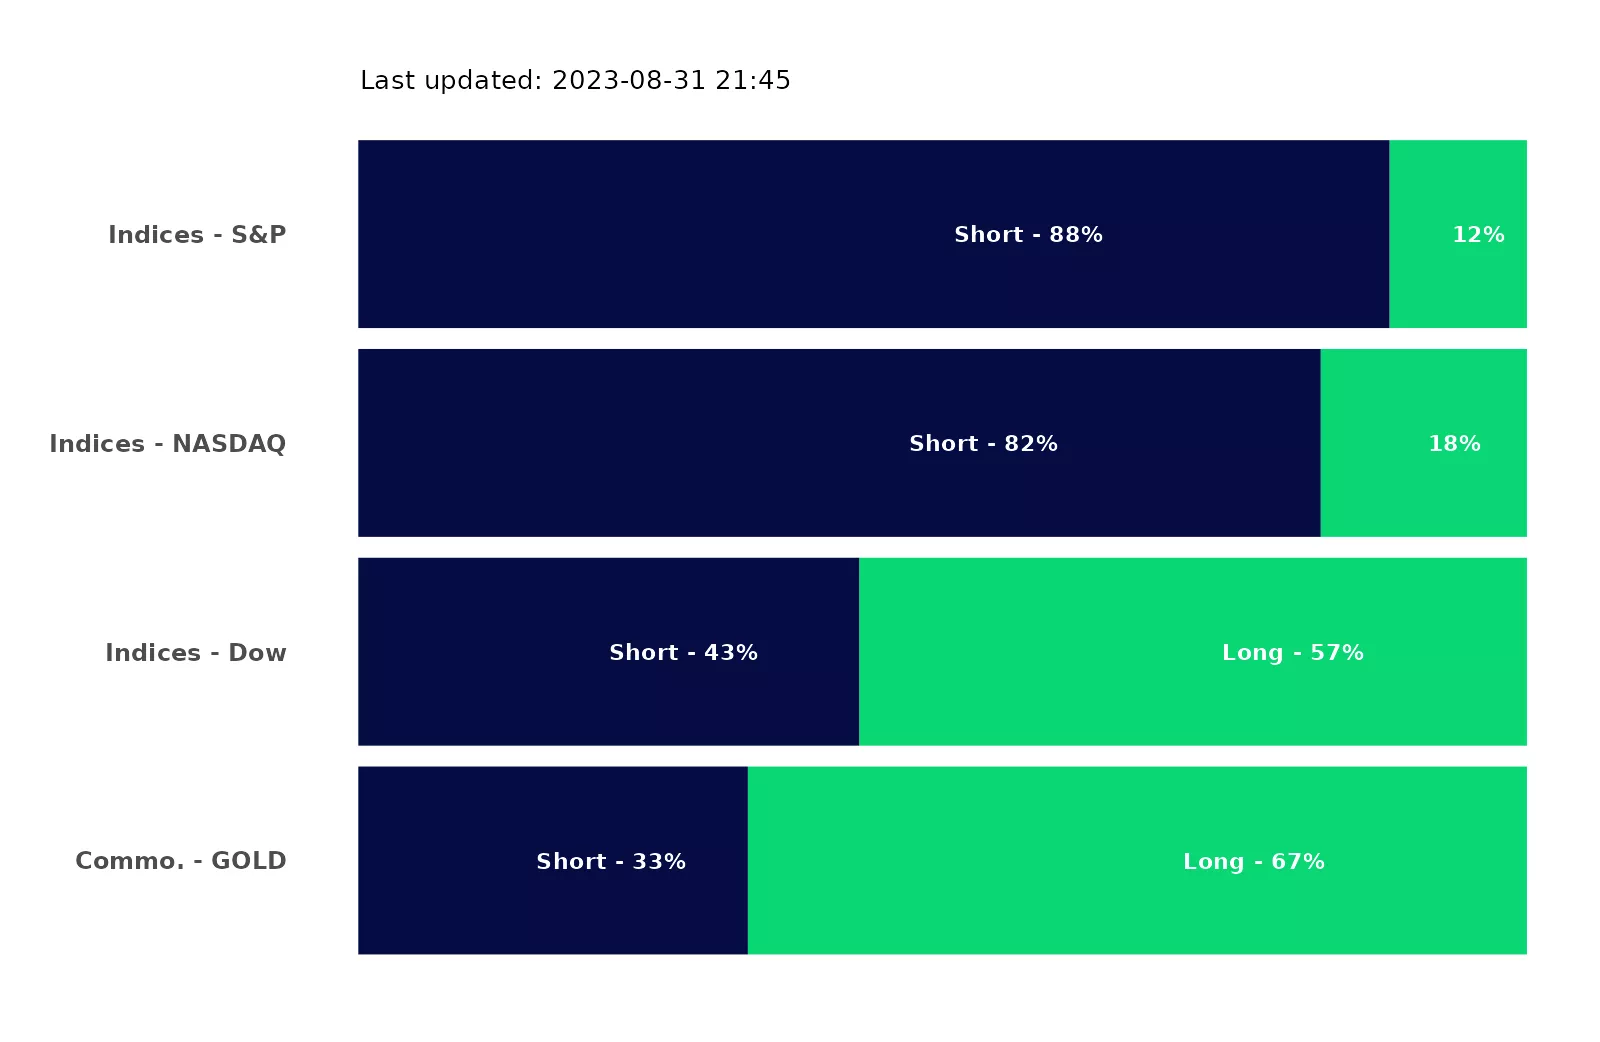 Last updated: 2023-08-31 21:45
Indices - S&P Short - 88% 12%
Indices - NASDAQ Short - 82% 18%
Indices - Dow Short - 43% Long - 57%
Commo. - GOLD Short - 33% Long - 67%